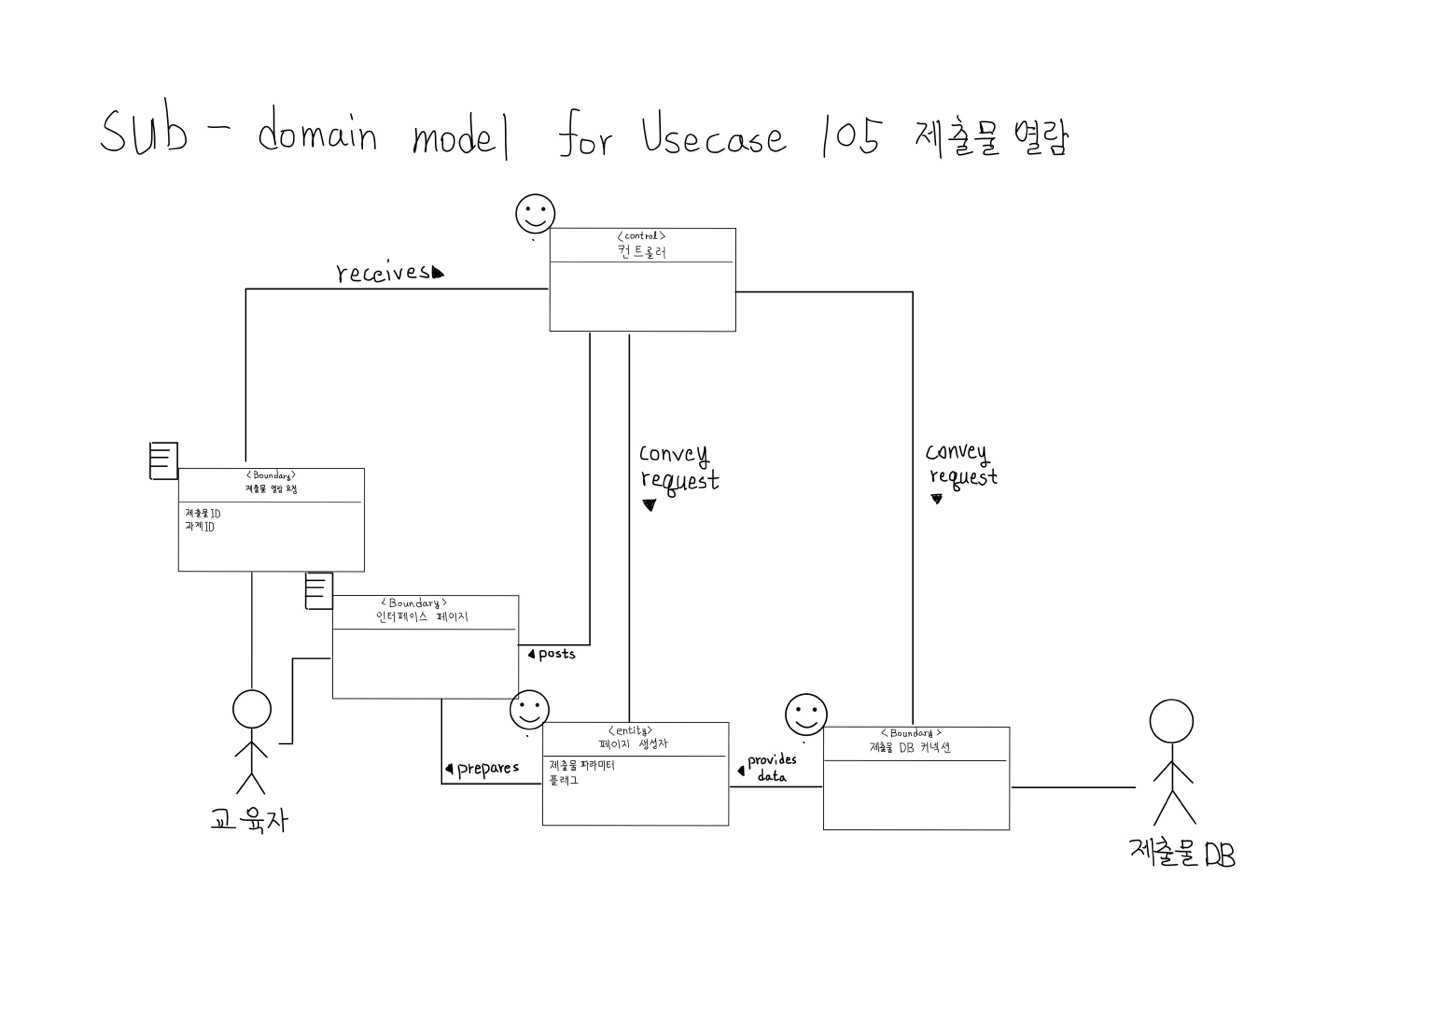 sub - domain model for Usecase 105 제출물 열람
<control>
컨트롤러
receives▶
<Boundary>
제출물 열람 요청
제출물ID
과제ID
convey
request
▼
convey
request
▼
<Boundary>
인터페이스 페이지
◀posts
<entity>
페이지 생성자
제출물 파라미터
플래그
◀prepares
<Boundary>
제출물 DB 커넥션
◀ provides
data
교육자
제출물 DB